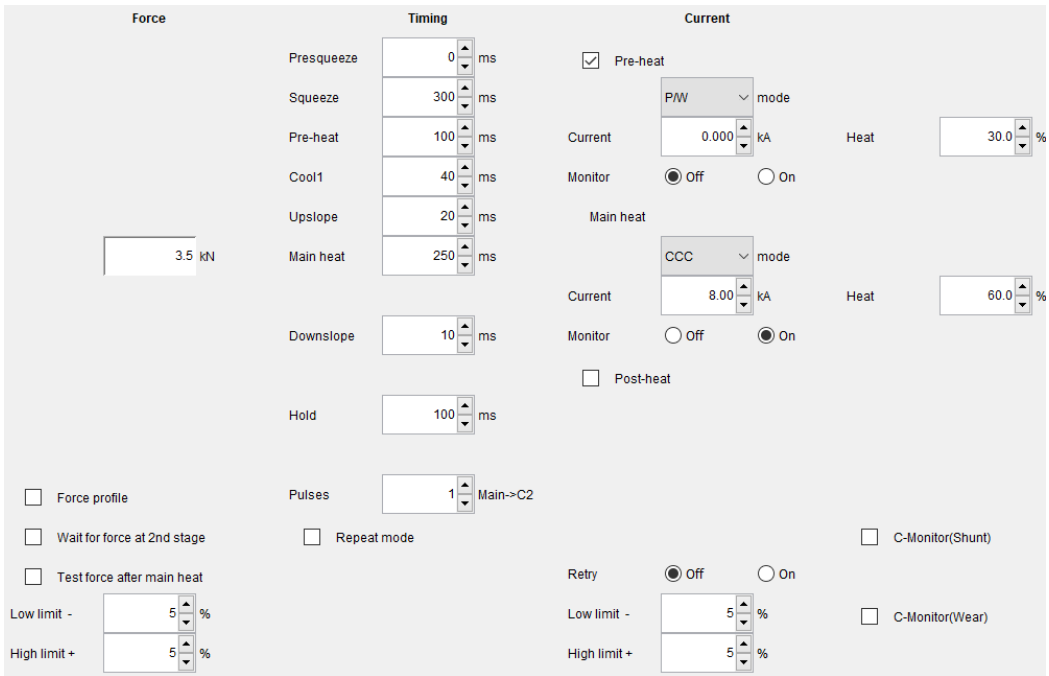 Force Timing Current
Presqueeze 0 ms Pre-heat
Squeeze 300 ms P/W mode
Pre-heat 100 ms Current 0.000 kA Heat 30.0 %
Cool1 40 ms Monitor Off On
Upslope 20 ms Main heat
3.5 kN Main heat 250 ms CCC mode
Current 8.00 kA Heat 60.0 %
Downslope 10 ms Monitor Off On
Post-heat
Hold 100 ms
Force profile Pulses 1 Main->C2
Wait for force at 2nd stage Repeat mode C-Monitor(Shunt)
Test force after main heat Retry Off On
Low limit - 5 % Low limit - 5 % C-Monitor(Wear)
High limit + 5 % High limit + 5 %